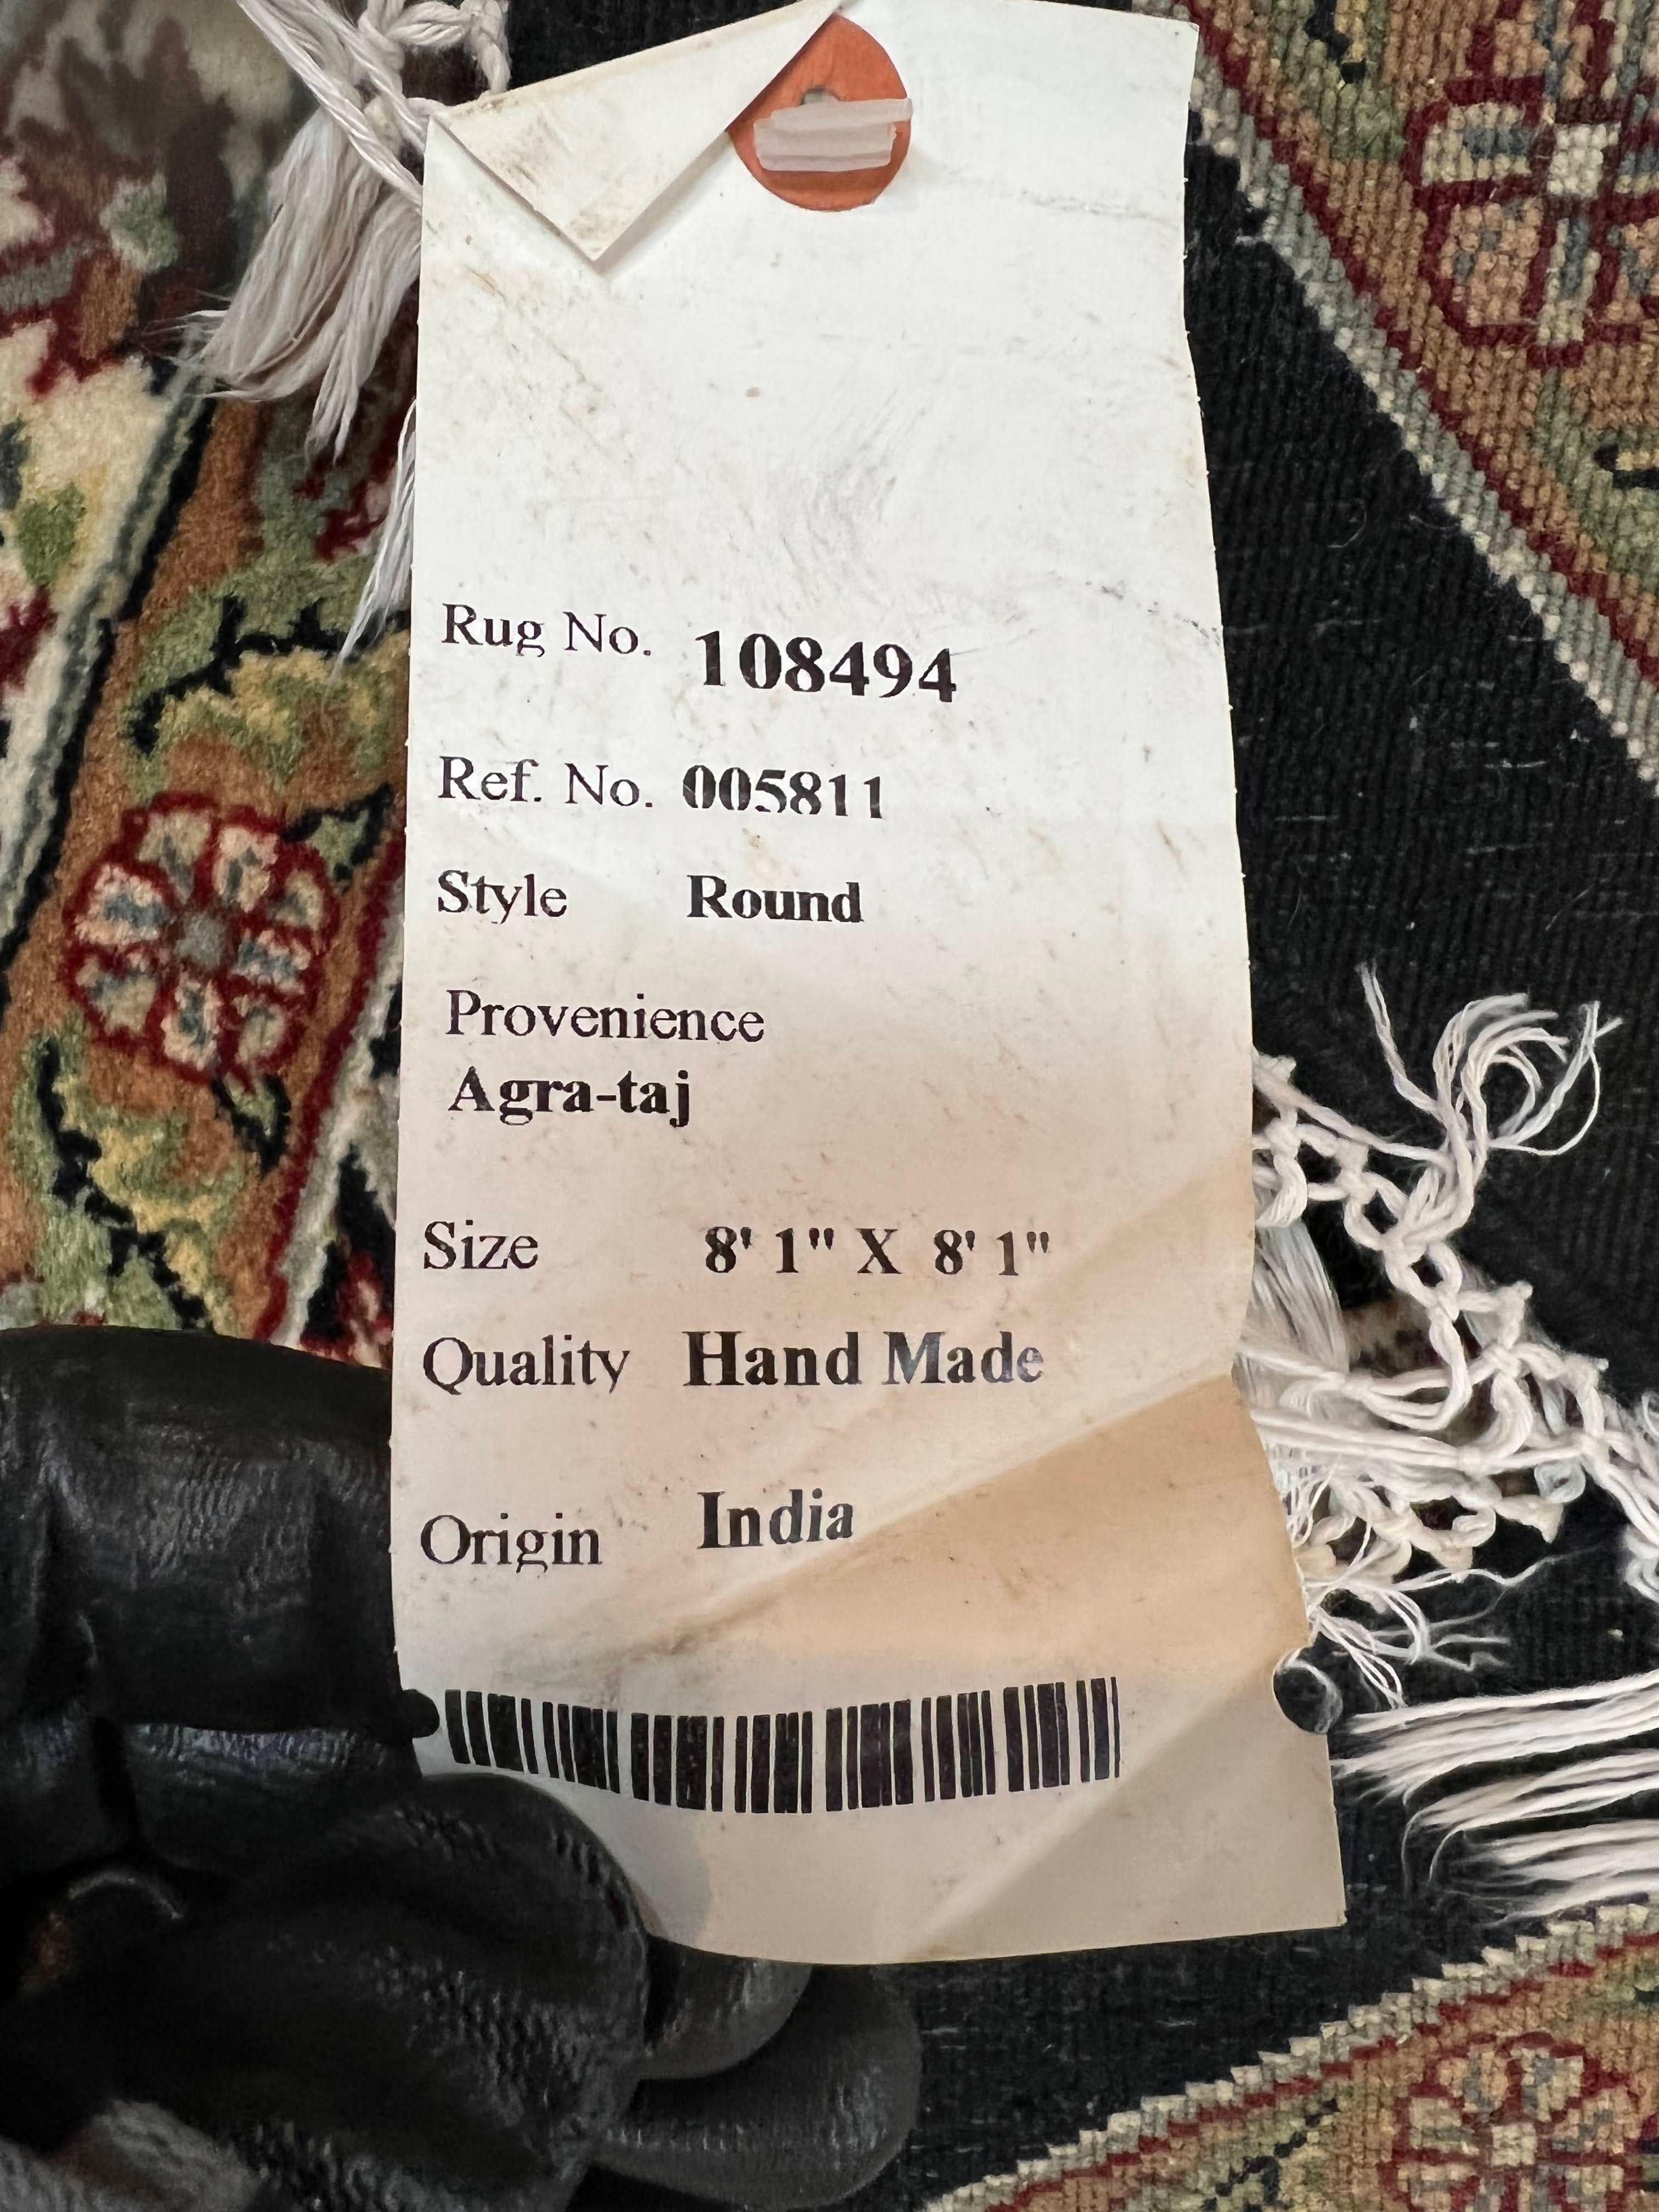 Rug No. 108494
Ref. No. 005811
Style Round
Provenience
Agra-taj
Size 8' 1" X 8' 1"
Quality Hand Made
Origin India